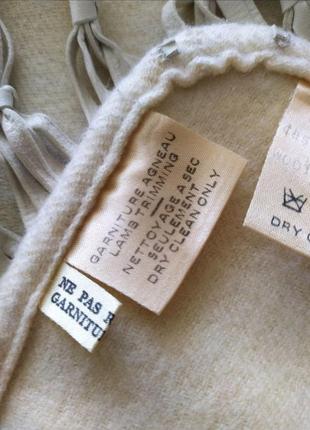 GARNITURE AGNEAU
LAMB TRIMMING
NETTOYAGE A SEC
SEULEMENT
DRY CLEAN ONLY
NE PAS
GARNITU
DRY